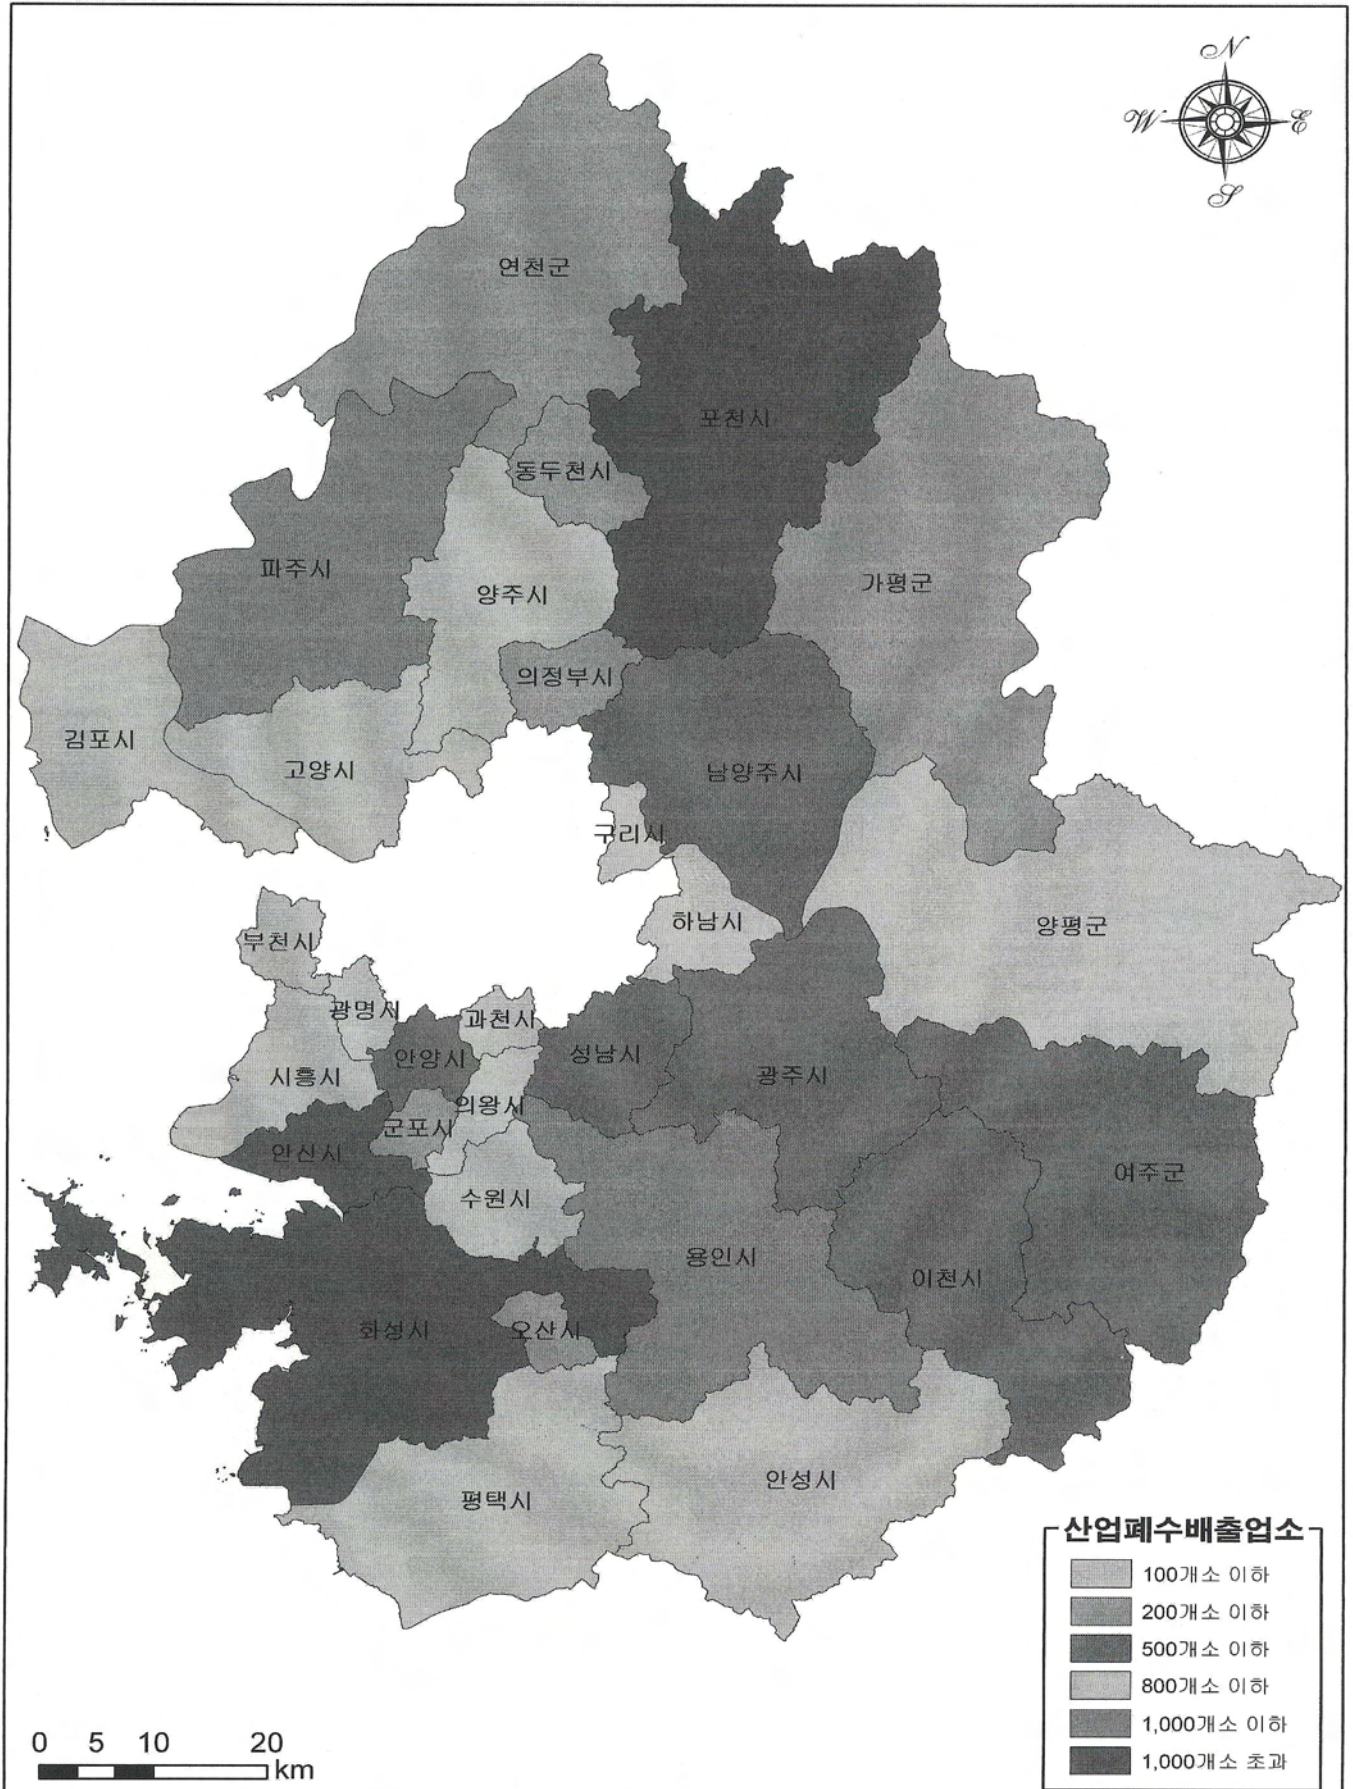 N
W
E
S
연천군
포천시
동두천시
파주시
가평군
양주시
의정부시
김포시
고양시
남양주시
구리시
하남시
양평군
부천시
광명시
과천시
안양시
성남시
시흥시
광주시
의왕시
군포시
안산시
여주군
수원시
용인시
이천시
화성시
오산시
안성시
평택시
산업폐수배출업소
100개소 이하
200개소 이하
500개소 이하
800개소 이하
1,000개소 이하
1,000개소 초과
0 5 10 20
km